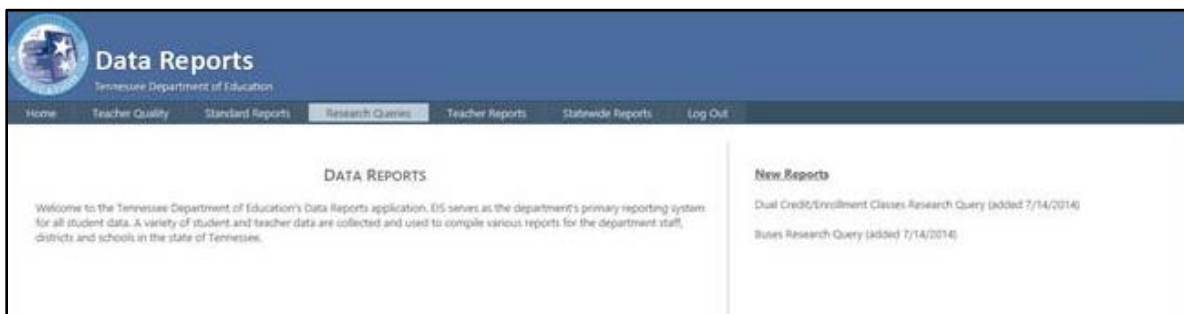 Data Reports
Tennessee Department of Education
Home Teacher Quality Standard Reports Research Queries Teacher Reports Statewide Reports Log Out
DATA REPORTS
Welcome to the Tennessee Department of Education's Data Reports application. EIS serves as the department's primary reporting system
for all student data. A variety of student and teacher data are collected and used to compile various reports for the department staff,
districts and schools in the state of Tennessee.
New Reports
Dual Credit/Enrollment Classes Research Query (added 7/14/2014)
Buses Research Query (added 7/14/2014)